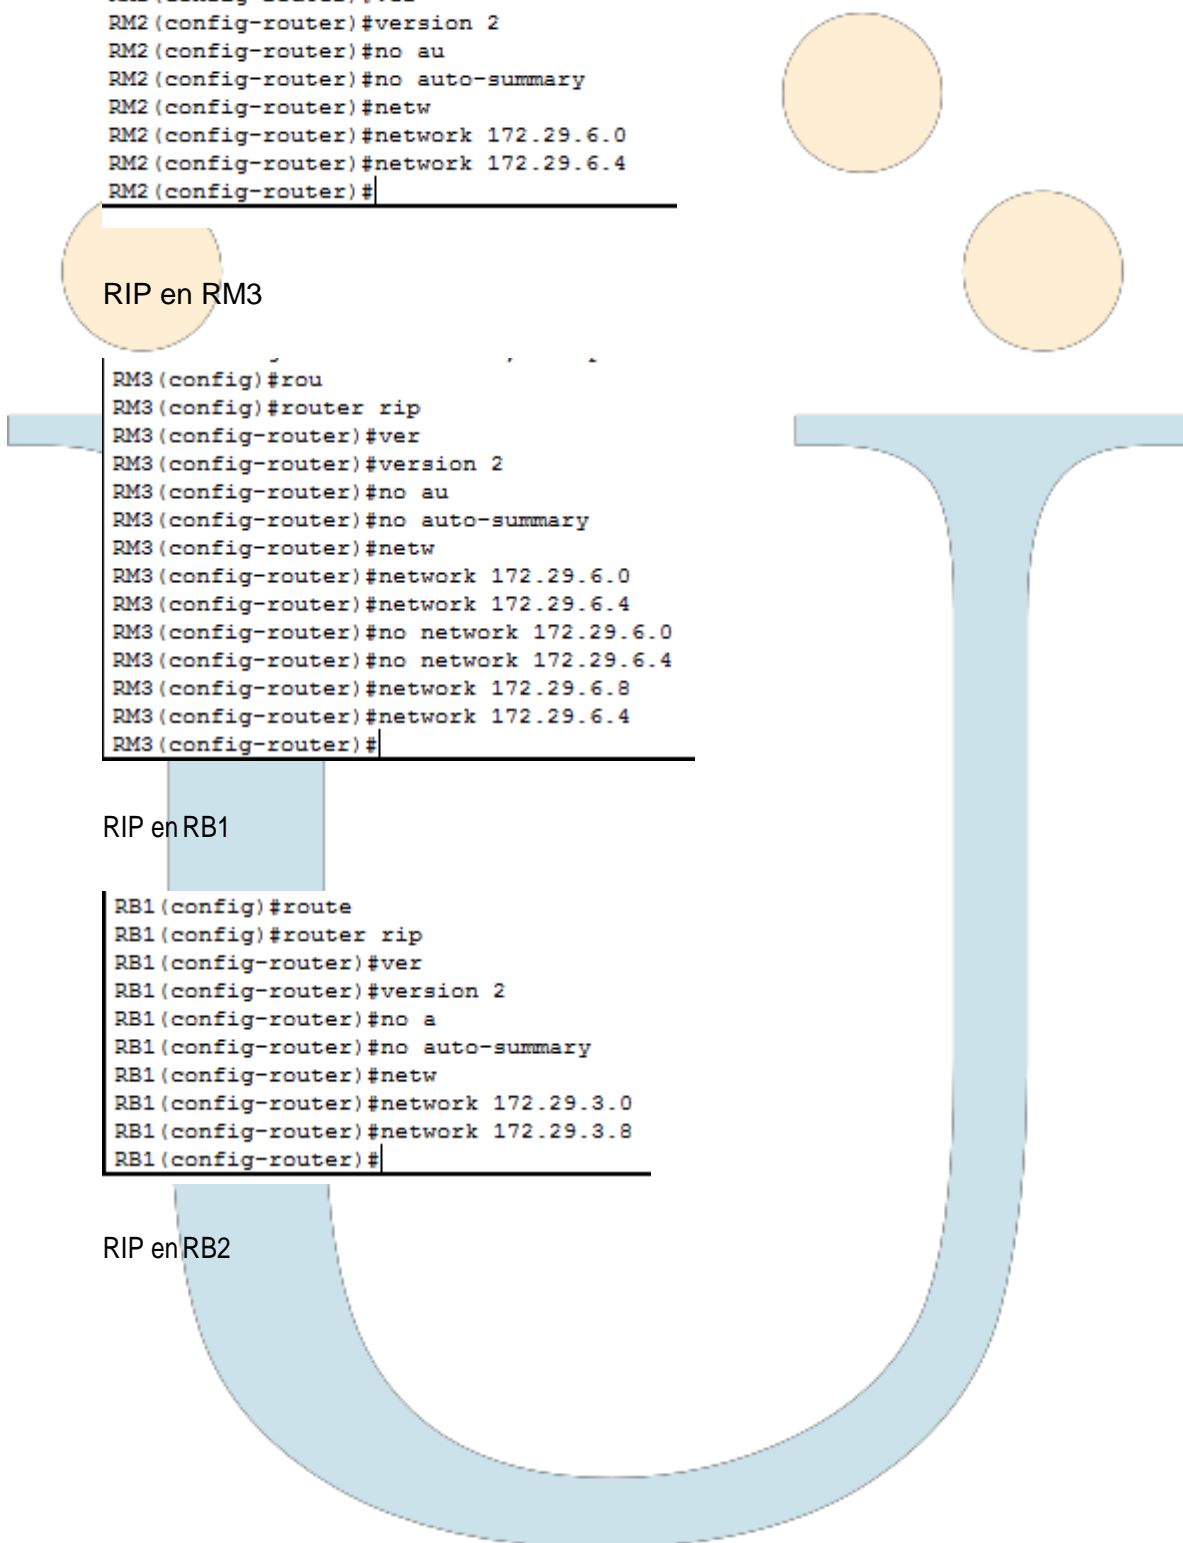 RM2(config-router)#version 2
RM2(config-router)#no au
RM2(config-router)#no auto-summary
RM2(config-router)#netw
RM2(config-router)#network 172.29.6.0
RM2(config-router)#network 172.29.6.4
RM2(config-router)#
RIP en RM3
RM3(config)#rou
RM3(config)#router rip
RM3(config-router)#ver
RM3(config-router)#version 2
RM3(config-router)#no au
RM3(config-router)#no auto-summary
RM3(config-router)#netw
RM3(config-router)#network 172.29.6.0
RM3(config-router)#network 172.29.6.4
RM3(config-router)#no network 172.29.6.0
RM3(config-router)#no network 172.29.6.4
RM3(config-router)#network 172.29.6.8
RM3(config-router)#network 172.29.6.4
RM3(config-router)#
RIP en RB1
RB1(config)#route
RB1(config)#router rip
RB1(config-router)#ver
RB1(config-router)#version 2
RB1(config-router)#no a
RB1(config-router)#no auto-summary
RB1(config-router)#netw
RB1(config-router)#network 172.29.3.0
RB1(config-router)#network 172.29.3.8
RB1(config-router)#
RIP en RB2